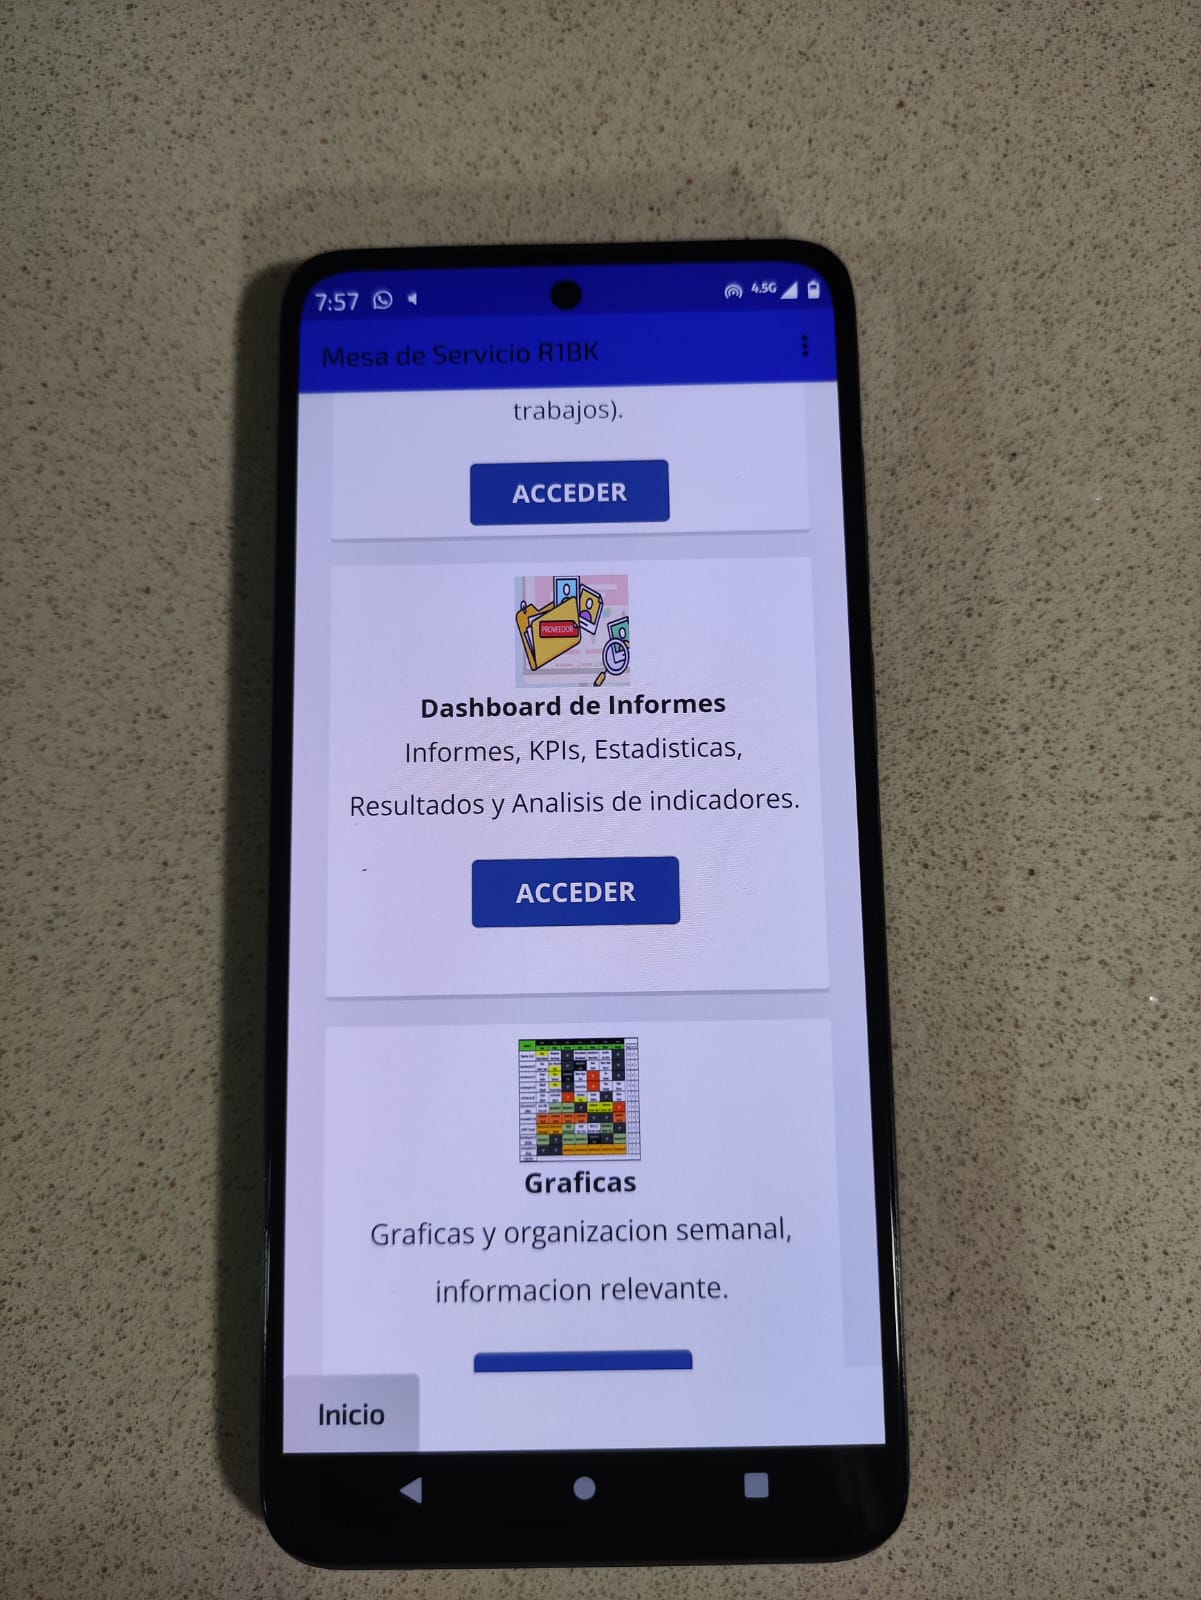 7:57
4.5G
Mesa de Servicio R1BK
trabajos).
ACCEDER
PROVEEDOR
Dashboard de Informes
Informes, KPIs, Estadisticas,
Resultados y Analisis de indicadores.
ACCEDER
Graficas
Graficas y organizacion semanal,
informacion relevante.
Inicio